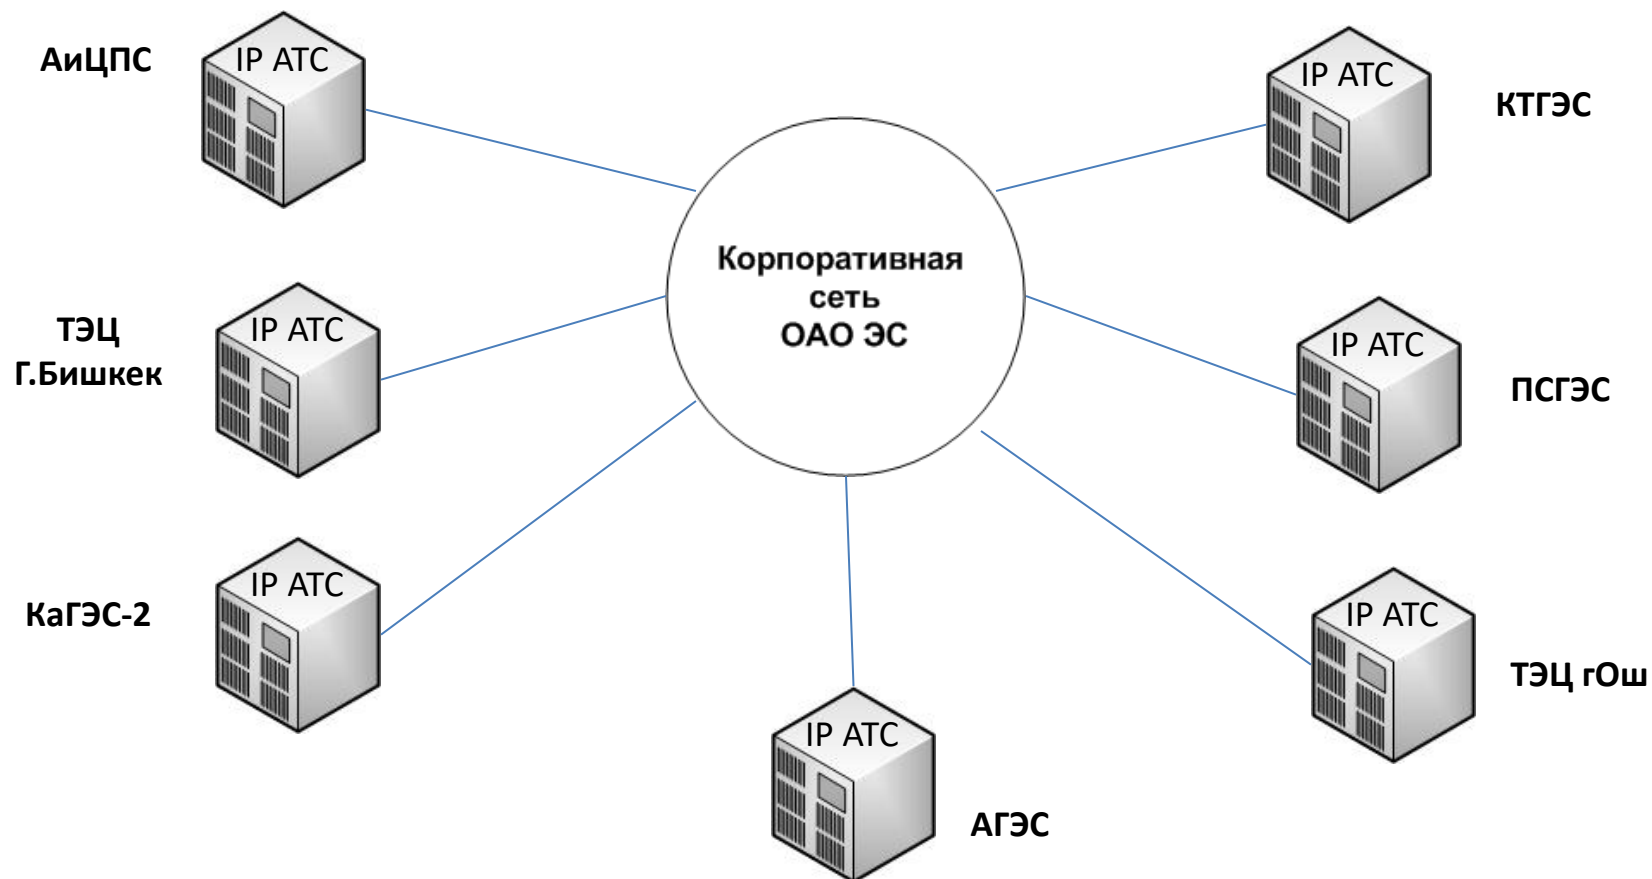 АиЦПС
IP АТС
IP АТС
КТГЭС
Корпоративная
сеть
ОАО ЭС
ТЭЦ
Г.Бишкек
IP АТС
IP АТС
ПСГЭС
КаГЭС-2
IP АТС
IP АТС
ТЭЦ гОш
IP АТС
АГЭС